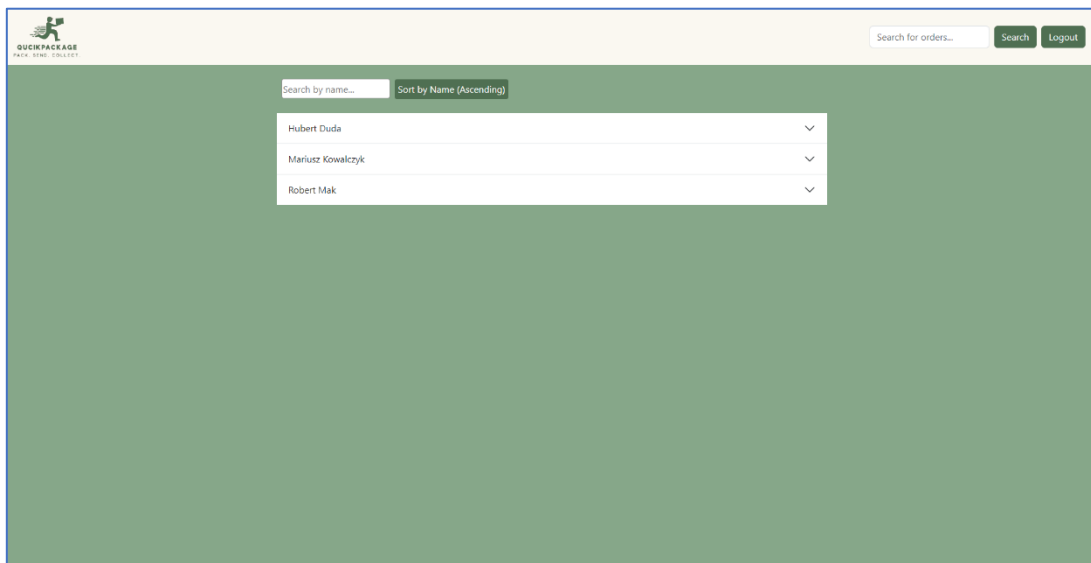 QUCIKPACKAGE
PACK. SEND. COLLECT.
Search for orders...
Search
Logout
Search by name...
Sort by Name (Ascending)
Hubert Duda
Mariusz Kowalczyk
Robert Mak